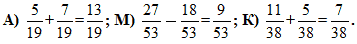 А) 5/19 + 7/19 = 13/19; М) 27/53 − 18/53 = 9/53; К) 11/38 + 5/38 = 7/38.